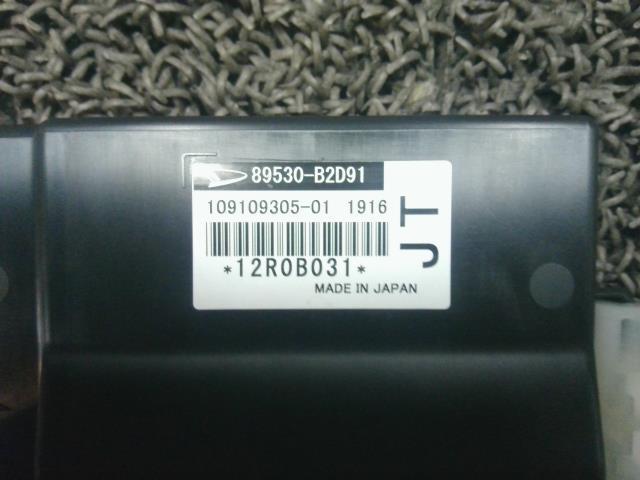 89530-B2D91
109109305-01 1916
*12R0B031*
MADE IN JAPAN
JT